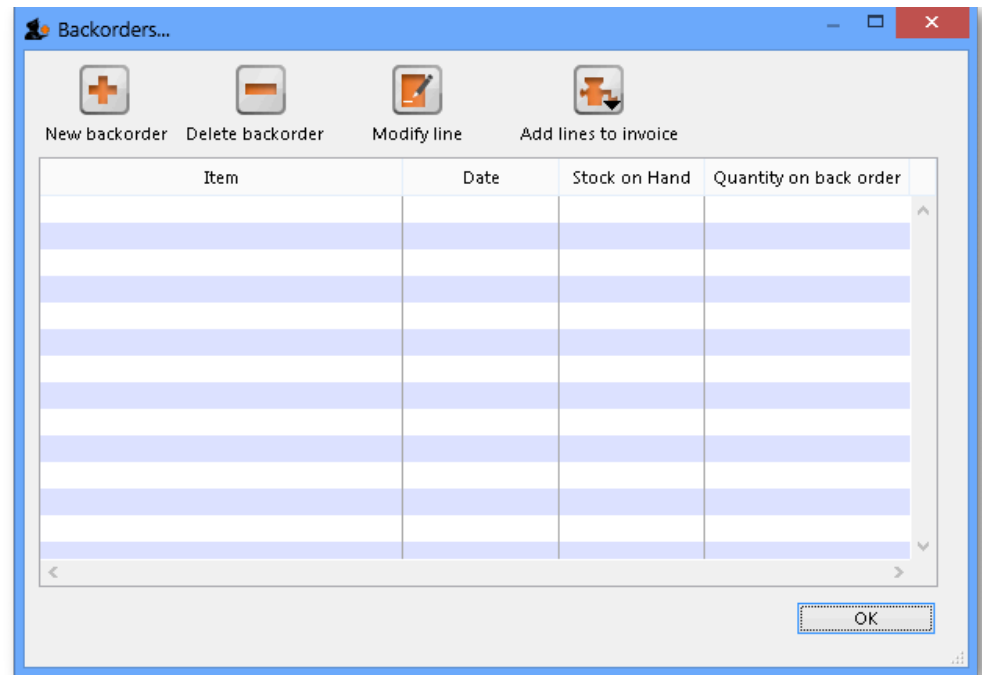 Backorders...
New backorder Delete backorder Modify line Add lines to invoice
Item Date Stock on Hand Quantity on back order
OK